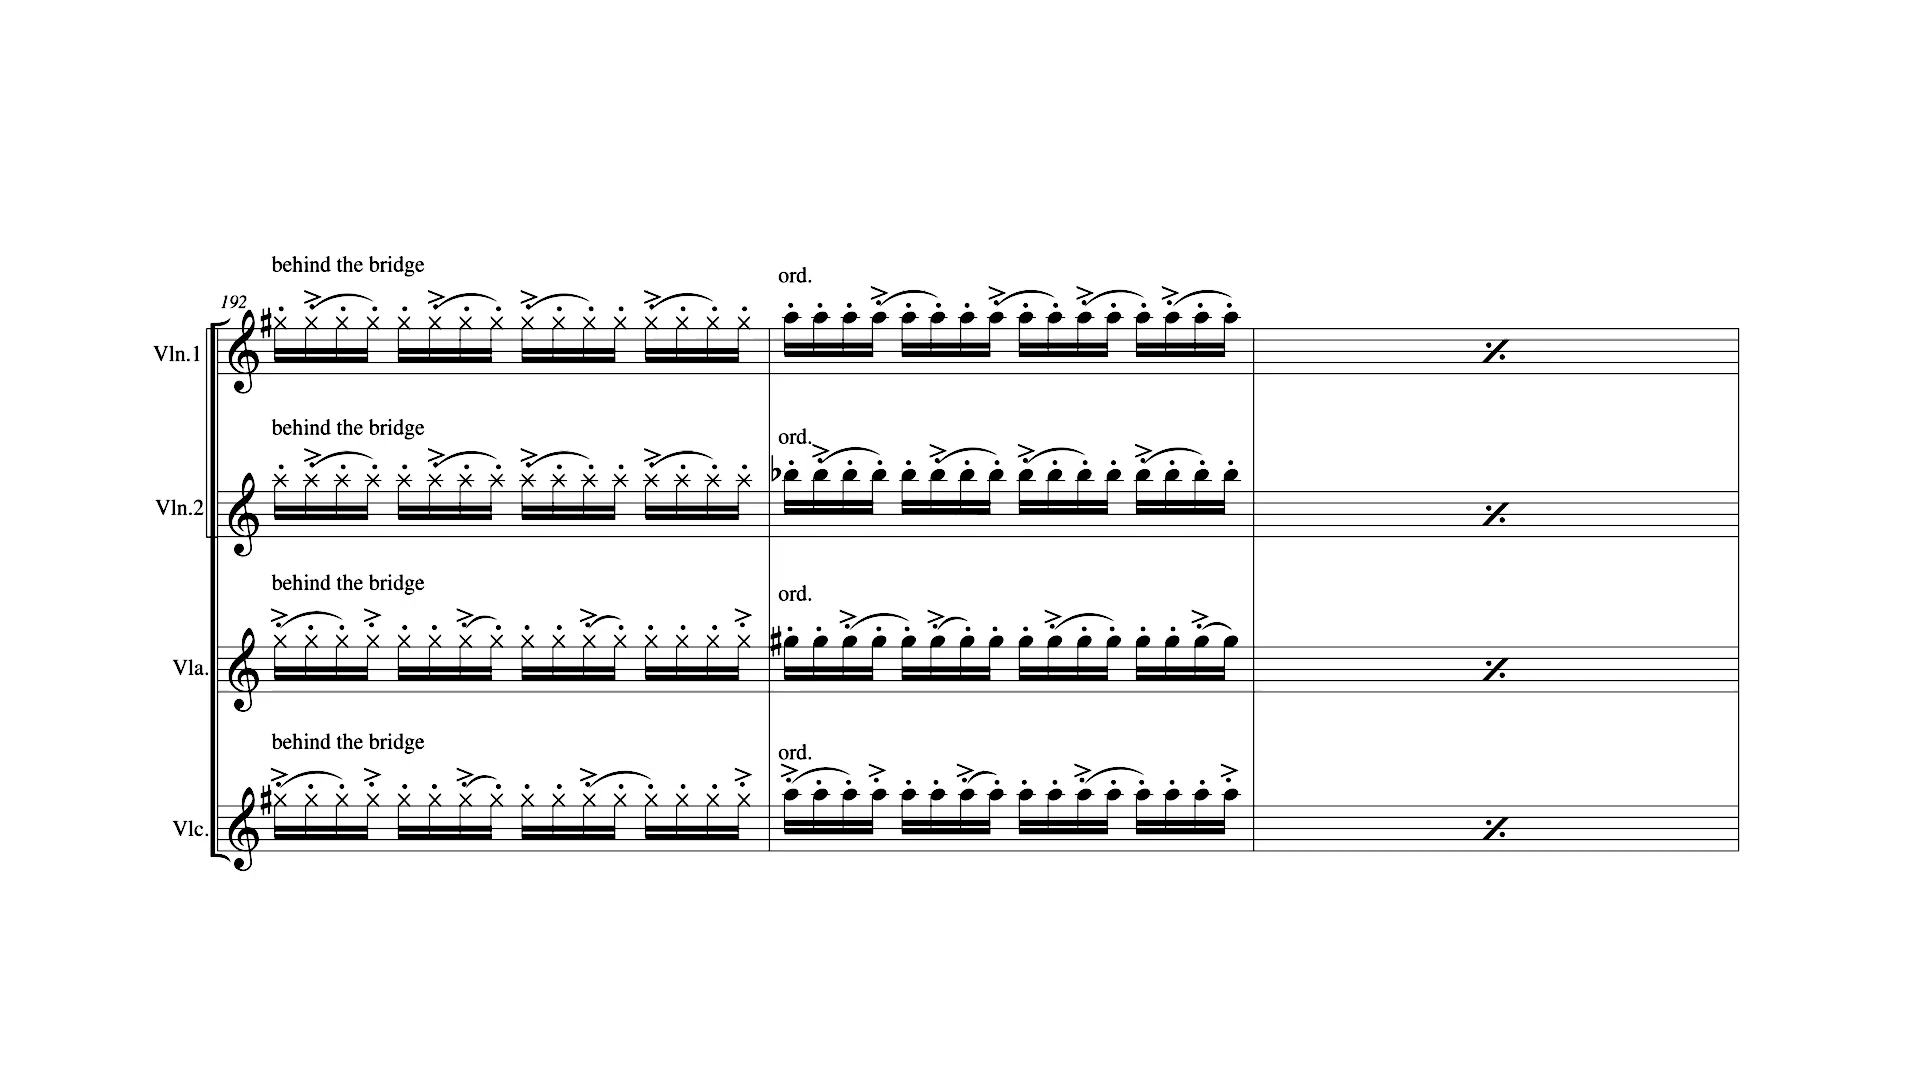 behind the bridge
ord.
192
Vln.1
behind the bridge
ord.
Vln.2
behind the bridge
ord.
Vla.
behind the bridge
ord.
Vlc.